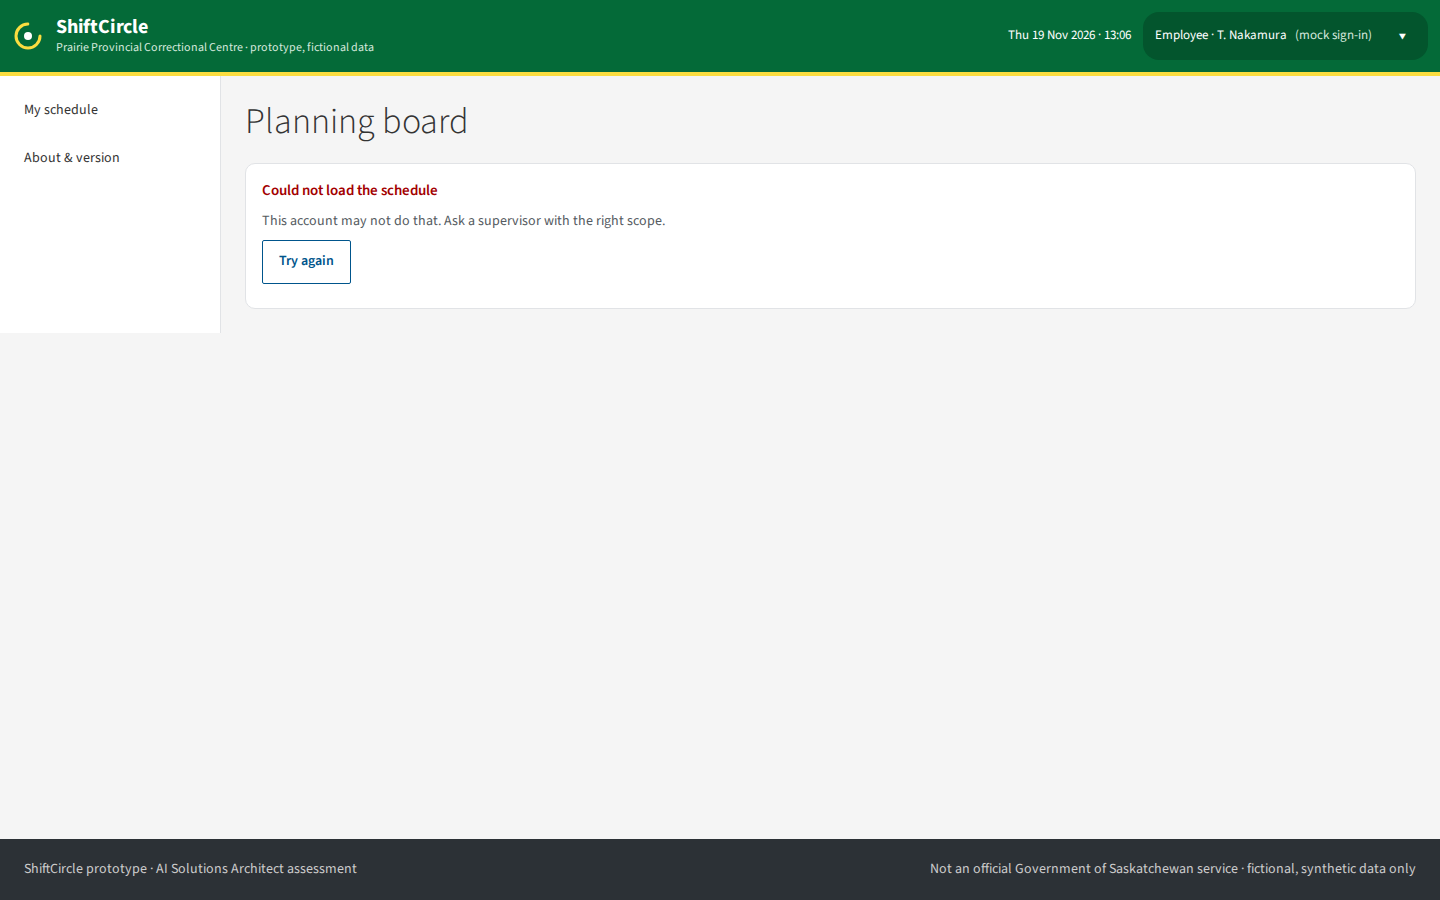 ShiftCircle
Prairie Provincial Correctional Centre · prototype, fictional data
Thu 19 Nov 2026 · 13:06
Employee · T. Nakamura (mock sign-in) ▼
My schedule
About & version
Planning board
Could not load the schedule
This account may not do that. Ask a supervisor with the right scope.
Try again
ShiftCircle prototype · AI Solutions Architect assessment
Not an official Government of Saskatchewan service · fictional, synthetic data only